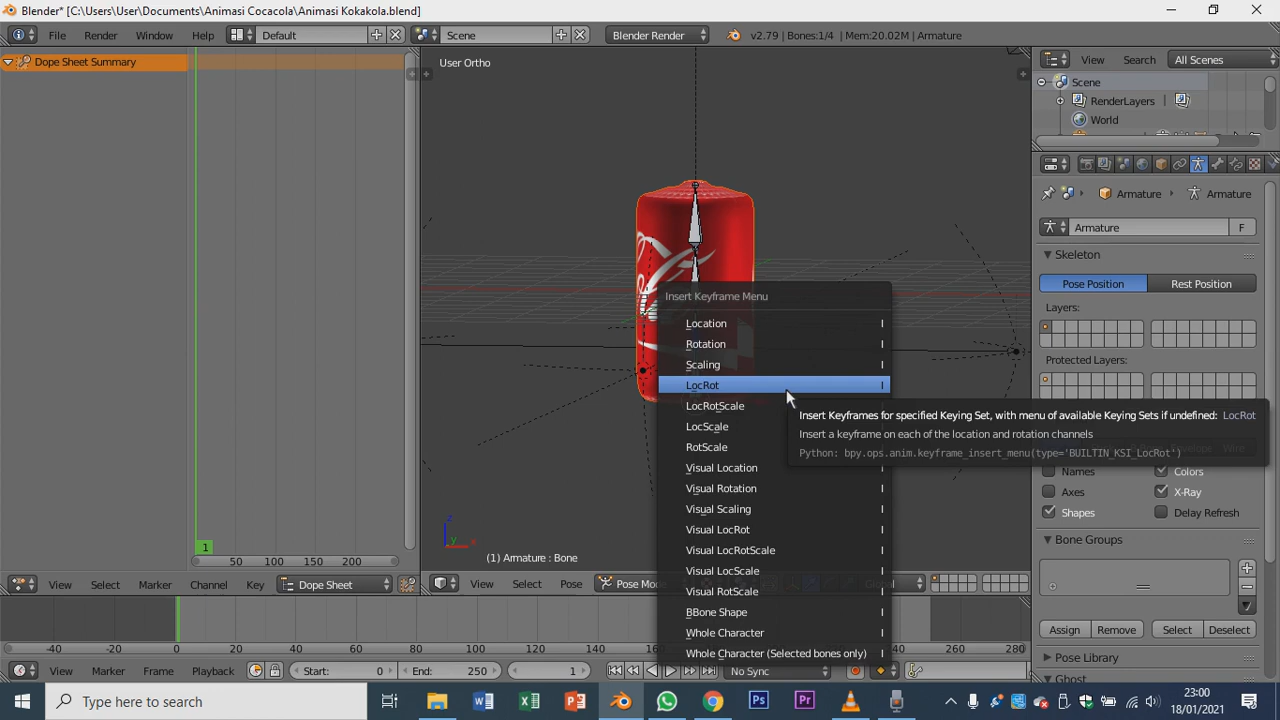 Blender* [C:\Users\User\Documents\Animasi Cocacola\Animasi Kokakola.blend]
File Render Window Help Default Scene Blender Render v2.79 | Bones:1/4 | Mem:20.02M | Armature
Dope Sheet Summary
User Ortho
View Search All Scenes
Scene
RenderLayers
World
Armature Armature
Armature F
Skeleton
Pose Position Rest Position
Layers:
Protected Layers:
Insert Keyframe Menu
Location I
Rotation I
Scaling I
LocRot I
LocRotScale I
LocScale I
RotScale I
Visual Location I
Visual Rotation I
Visual Scaling I
Visual LocRot I
Visual LocRotScale I
Visual LocScale I
Visual RotScale I
BBone Shape I
Whole Character I
Whole Character (Selected bones only) I
Insert Keyframes for specified Keying Set, with menu of available Keying Sets if undefined: LocRot
Insert a keyframe on each of the location and rotation channels
Python: bpy.ops.anim.keyframe_insert_menu(type='BUILTIN_KSI_LocRot')
Names Colors
Axes X-Ray
Shapes Delay Refresh
Bone Groups
Assign Remove Select Deselect
Pose Library
Ghost
z
y x
(1) Armature : Bone
1
50 100 150 200
View Select Marker Channel Key Dope Sheet
View Select Pose Pose Mode Global
-40 -20 0 20 40 60 80 100 120 140 260 280
View Marker Frame Playback Start: 0 End: 250 1 No Sync
Type here to search
23:00
18/01/2021